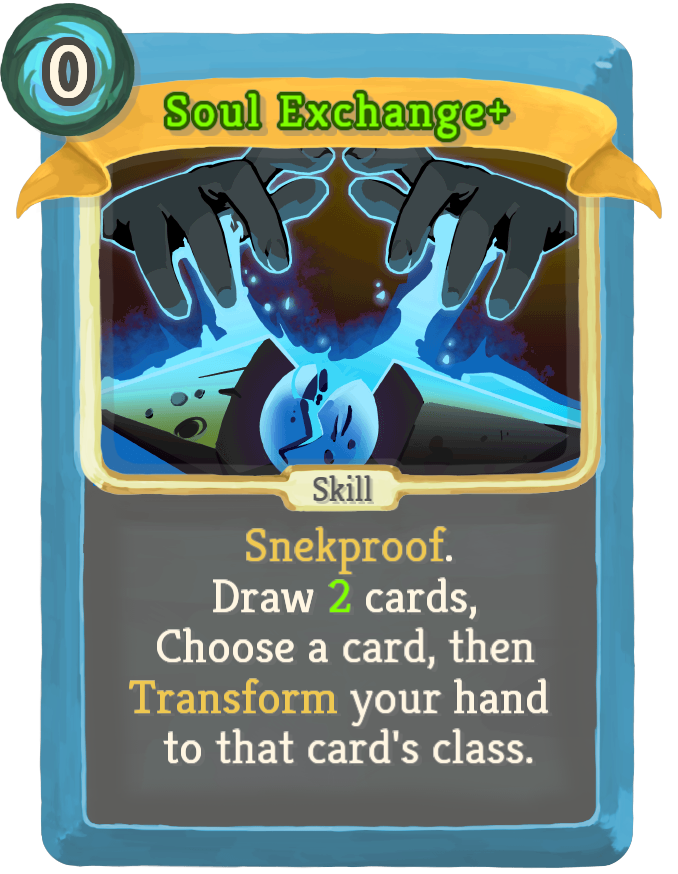 0
Soul Exchange+
Skill
Snekproof.
Draw 2 cards,
Choose a card, then
Transform your hand
to that card's class.